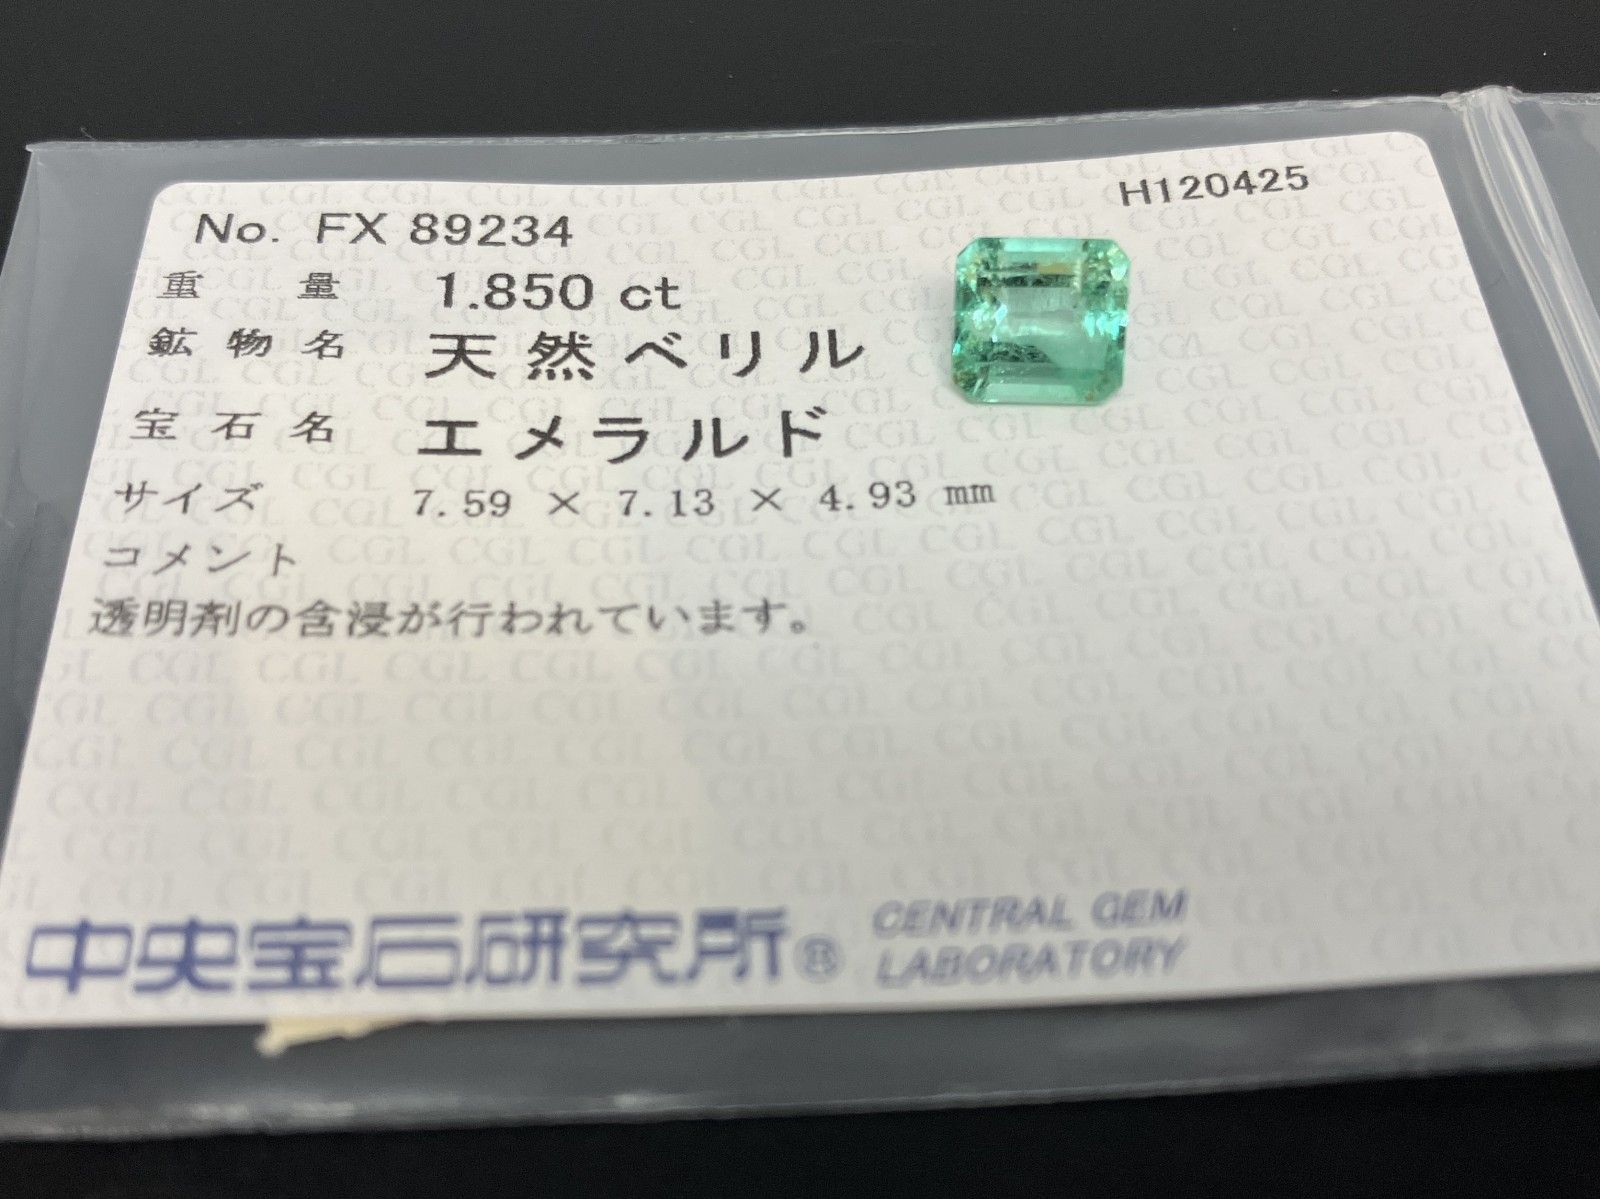 H120425
No. FX 89234
重量 1.850 ct
鉱物名 天然ベリル
宝石名 エメラルド
サイズ 7.59 × 7.13 × 4.93 mm
コメント
透明剤の含浸が行われています。
中央宝石研究所® CENTRAL GEM
LABORATORY